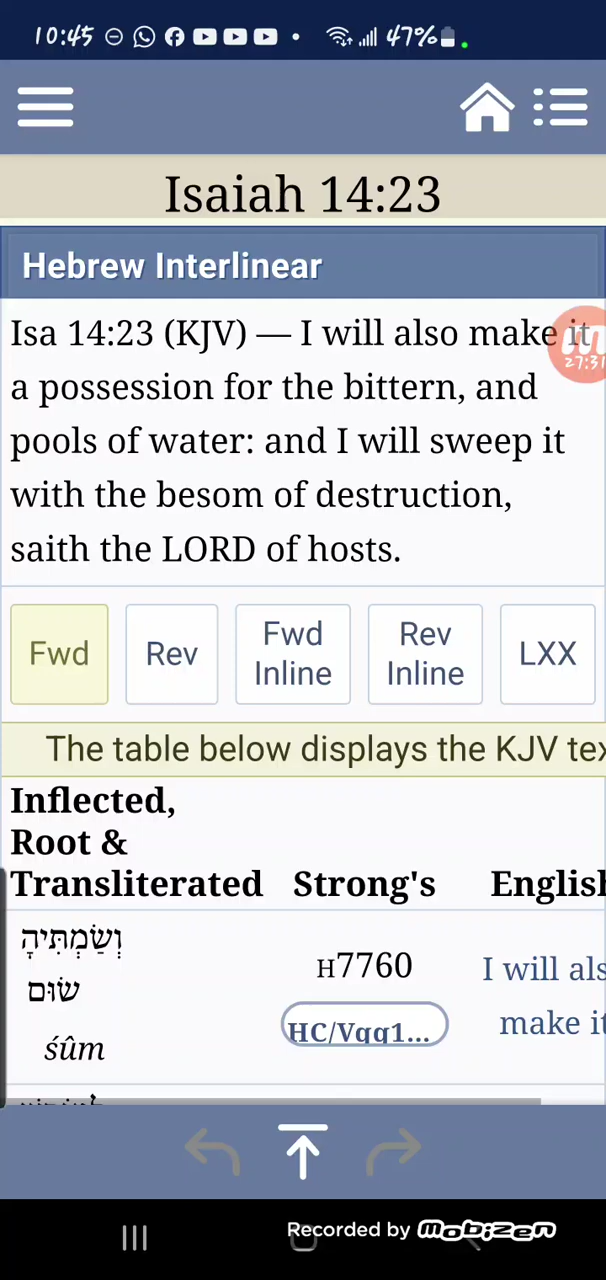 10:45 47%
Isaiah 14:23
Hebrew Interlinear
Isa 14:23 (KJV) — I will also make it
a possession for the bittern, and
pools of water: and I will sweep it
with the besom of destruction,
saith the LORD of hosts.
27:31
Fwd
Rev
Fwd
Inline
Rev
Inline
LXX
The table below displays the KJV tex
Inflected,
Root &
Transliterated Strong's English
וְשַׂמְתִּיהָ
שׂוּם
śûm
H7760
HC/Vqq1...
I will als
make it
Recorded by Mobizen